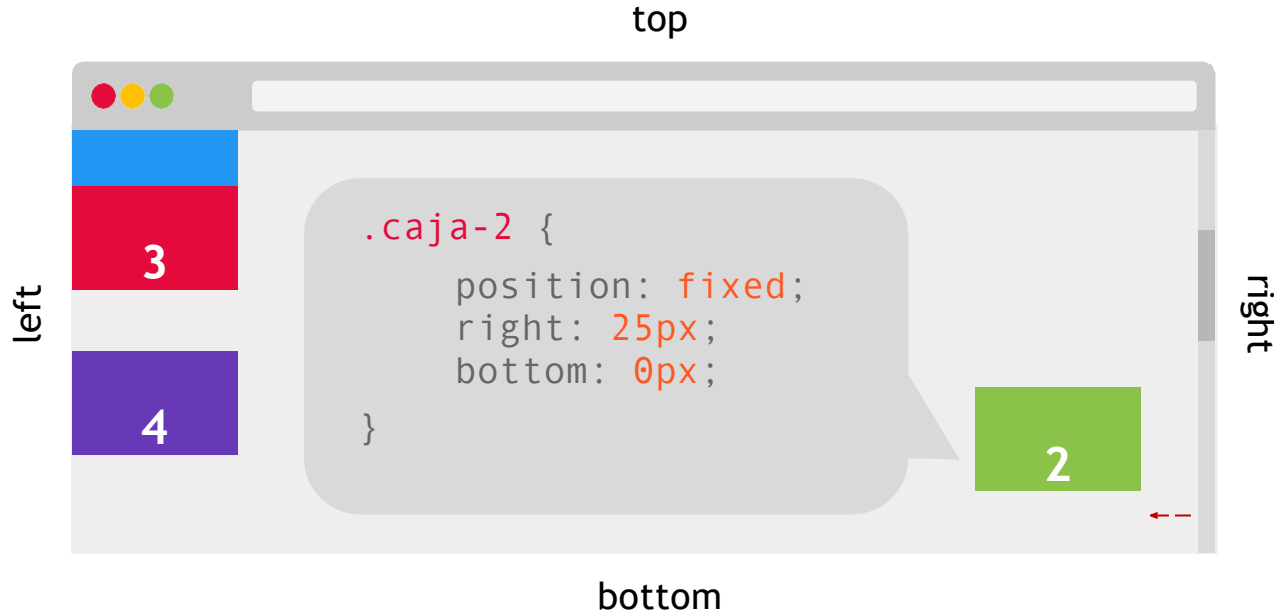 top
.caja-2 {
position: fixed;
right: 25px;
bottom: 0px;
}
3
4
2
left
right
bottom